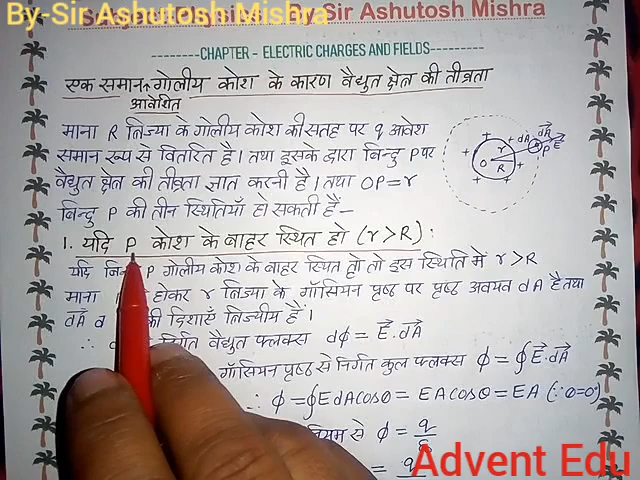 By-Sir Ashutosh Mishra
By Sir Ashutosh Mishra
CHAPTER - ELECTRIC CHARGES AND FIELDS
एक समान गोलीय कोश के कारण वैद्युत क्षेत्र की तीव्रता
आवेशित
माना R त्रिज्या के गोलीय कोश की सतह पर q आवेश
समान रूप से वितरित है। तथा इसके द्वारा बिन्दु P पर
वैद्युत क्षेत्र की तीव्रता ज्ञात करनी है। तथा OP=r
बिन्दु P की तीन स्थितियाँ हो सकती हैं-
1. यदि P कोश के बाहर स्थित हो (r>R):
यदि P गोलीय कोश के बाहर स्थित हो तो इस स्थिति में r>R
माना होकर r त्रिज्या के गॉसियन पृष्ठ पर पृष्ठ अवयव dA है तथा
की दिशाएँ त्रिज्यीय हैं।
निर्गत वैद्युत फ्लक्स dφ = E⃗.dA⃗
गॉसियन पृष्ठ से निर्गत कुल फ्लक्स φ = ∮E⃗.dA⃗
∴ φ = ∮EdAcosθ = EAcosθ = EA (∵θ=0°)
से φ = q/ε
Advent Edu